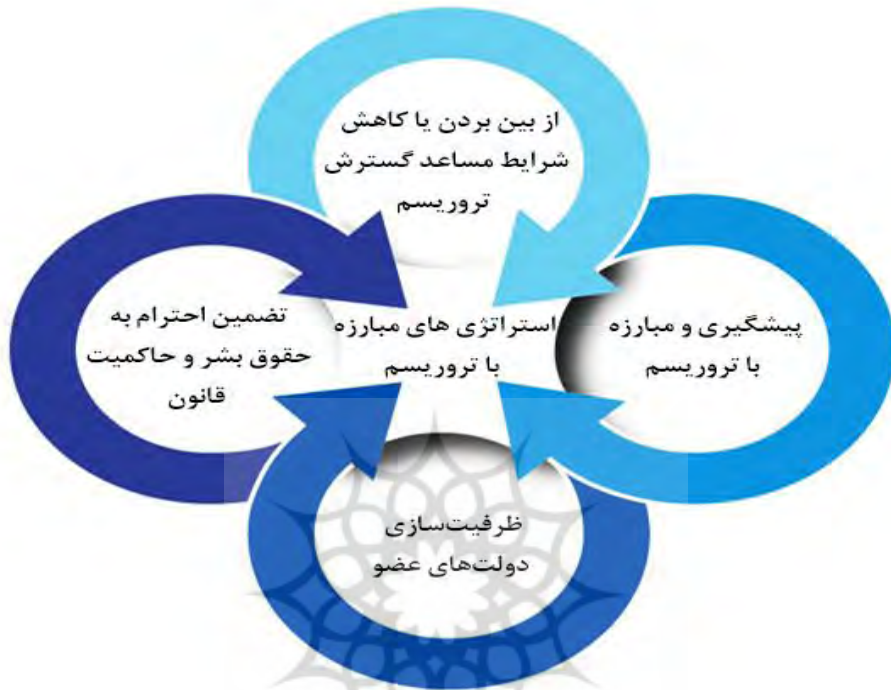 از بین بردن یا کاهش
شرایط مساعد گسترش
تروریسم
پیشگیری و مبارزه
با تروریسم
استراتژی های مبارزه
با تروریسم
تضمین احترام به
حقوق بشر و حاکمیت
قانون
ظرفیت‌سازی
دولت‌های عضو